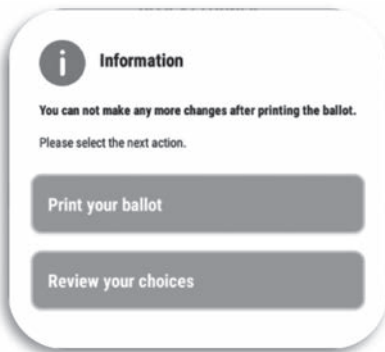 Information
You can not make any more changes after printing the ballot.
Please select the next action.
Print your ballot
Review your choices